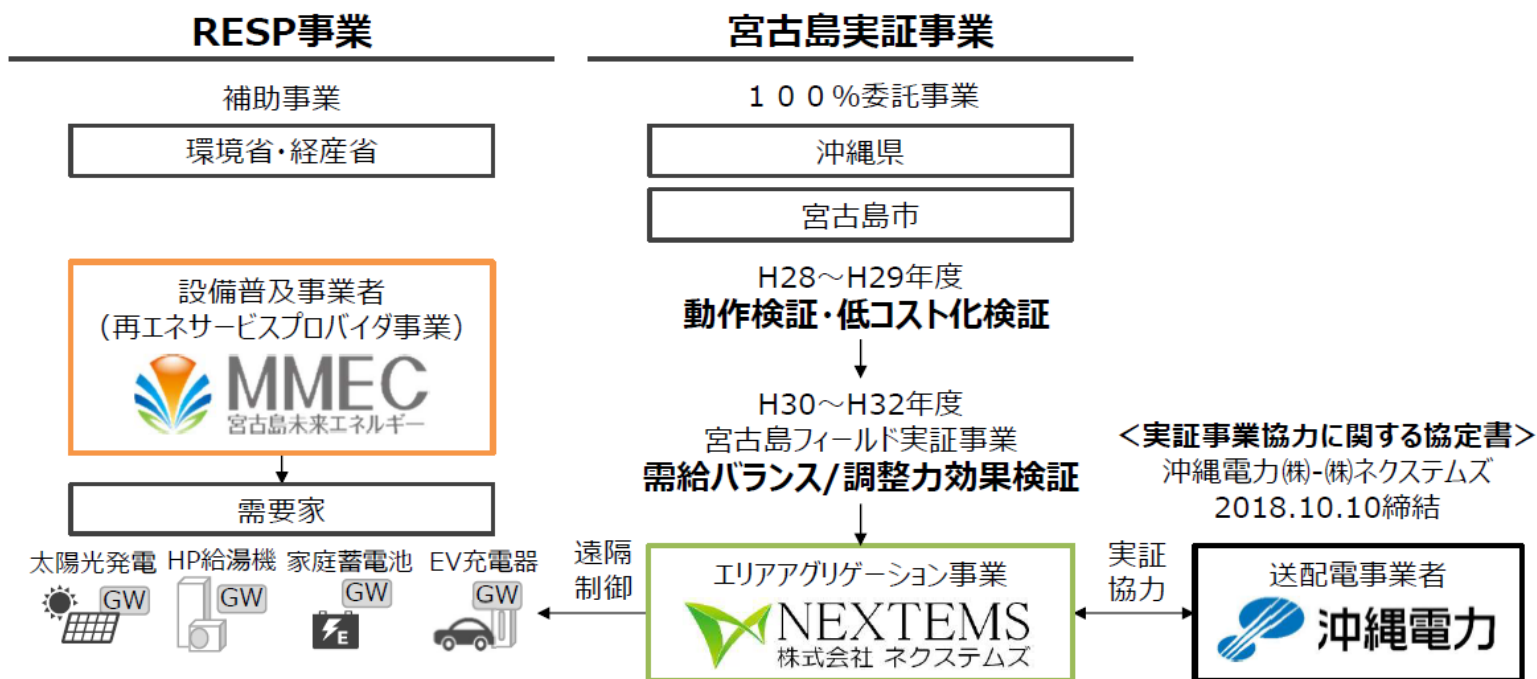 RESP事業
補助事業
環境省・経産省
設備普及事業者
（再エネサービスプロバイダ事業）
MMEC
宮古島未来エネルギー
需要家
太陽光発電 HP給湯機 家庭蓄電池 EV充電器
GW GW GW GW
E
遠隔
制御
宮古島実証事業
１００％委託事業
沖縄県
宮古島市
H28～H29年度
動作検証・低コスト化検証
H30～H32年度
宮古島フィールド実証事業
需給バランス/調整力効果検証
エリアアグリゲーション事業
NEXTEMS
株式会社 ネクステムズ
実証
協力
＜実証事業協力に関する協定書＞
沖縄電力㈱-㈱ネクステムズ
2018.10.10締結
送配電事業者
沖縄電力